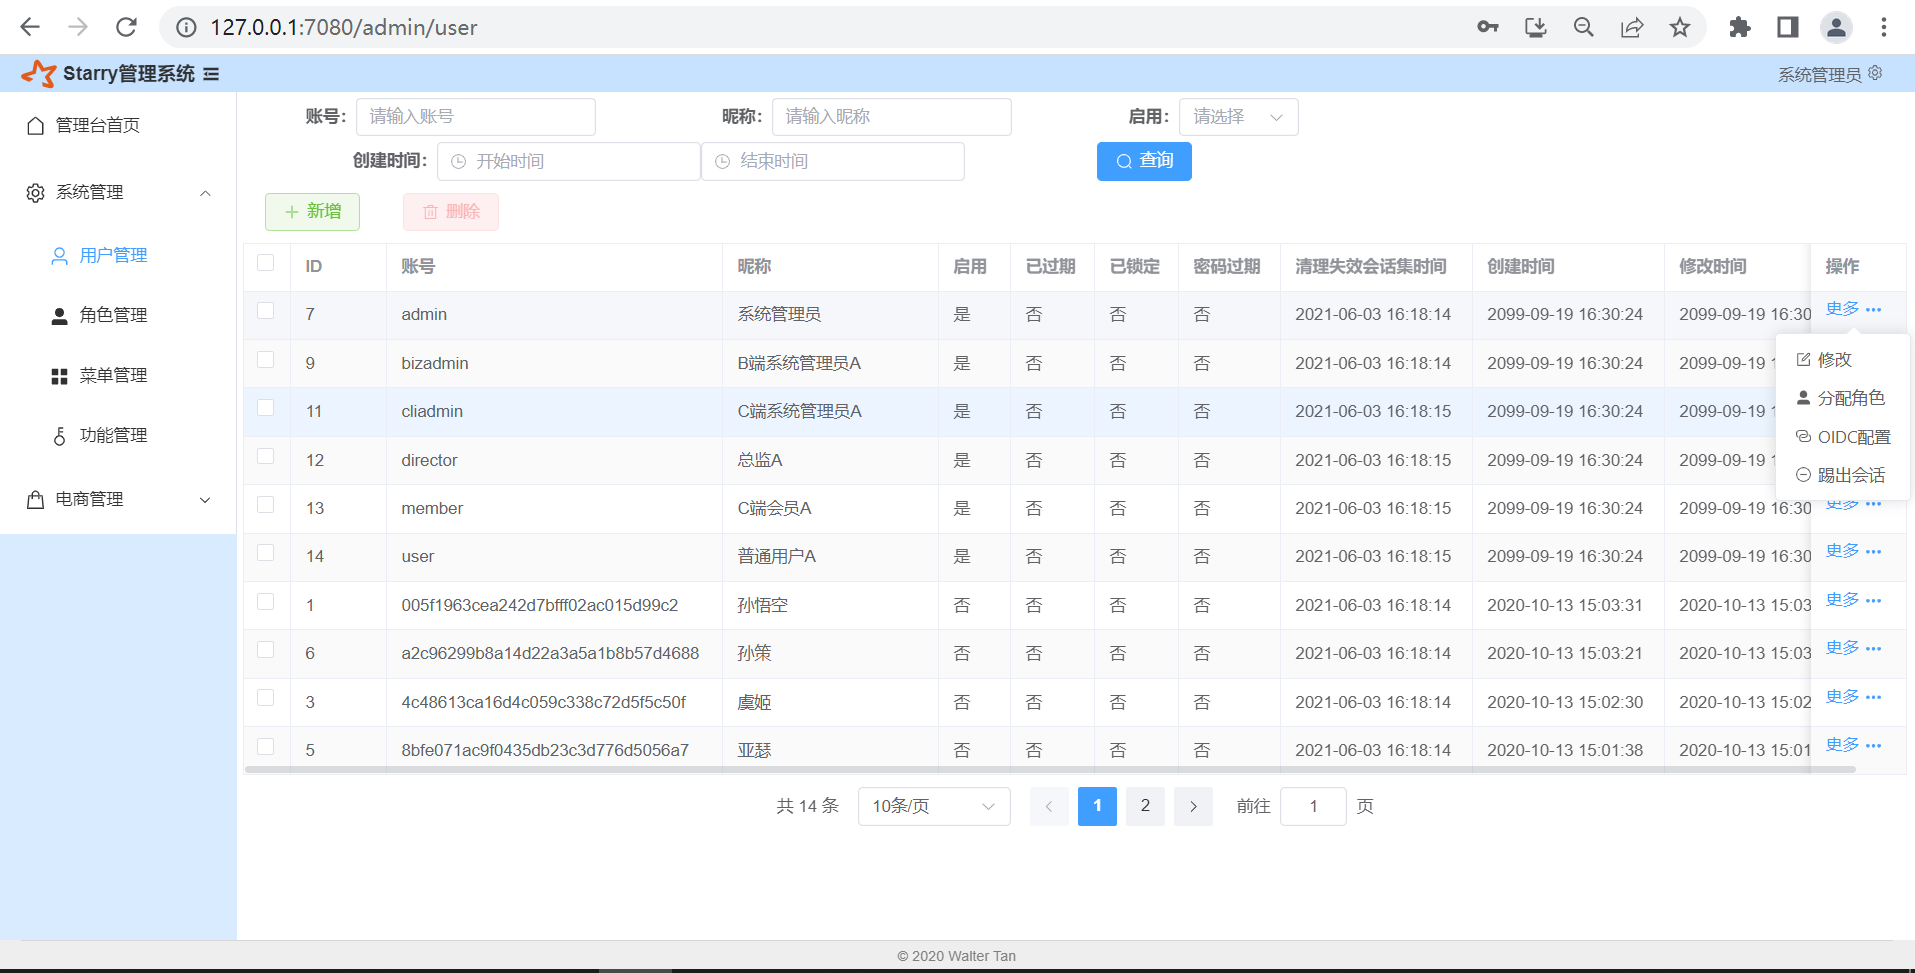 127.0.0.1:7080/admin/user
Starry管理系统
系统管理员
管理台首页
系统管理
用户管理
角色管理
菜单管理
功能管理
电商管理
账号: 请输入账号 昵称: 请输入昵称 启用: 请选择
创建时间: 开始时间 结束时间 查询
新增 删除
ID 账号 昵称 启用 已过期 已锁定 密码过期 清理失效会话集时间 创建时间 修改时间 操作
7 admin 系统管理员 是 否 否 否 2021-06-03 16:18:14 2099-09-19 16:30:24 2099-09-19 16:30 更多
9 bizadmin B端系统管理员A 是 否 否 否 2021-06-03 16:18:14 2099-09-19 16:30:24 2099-09-19 1
11 cliadmin C端系统管理员A 是 否 否 否 2021-06-03 16:18:15 2099-09-19 16:30:24 2099-09-19 1
12 director 总监A 是 否 否 否 2021-06-03 16:18:15 2099-09-19 16:30:24 2099-09-19 1
13 member C端会员A 是 否 否 否 2021-06-03 16:18:15 2099-09-19 16:30:24 2099-09-19 16:30 更多
14 user 普通用户A 是 否 否 否 2021-06-03 16:18:15 2099-09-19 16:30:24 2099-09-19 16:30 更多
1 005f1963cea242d7bfff02ac015d99c2 孙悟空 否 否 否 否 2021-06-03 16:18:14 2020-10-13 15:03:31 2020-10-13 15:03 更多
6 a2c96299b8a14d22a3a5a1b8b57d4688 孙策 否 否 否 否 2021-06-03 16:18:14 2020-10-13 15:03:21 2020-10-13 15:03 更多
3 4c48613ca16d4c059c338c72d5f5c50f 虞姬 否 否 否 否 2021-06-03 16:18:14 2020-10-13 15:02:30 2020-10-13 15:02 更多
5 8bfe071ac9f0435db23c3d776d5056a7 亚瑟 否 否 否 否 2021-06-03 16:18:14 2020-10-13 15:01:38 2020-10-13 15:01 更多
修改
分配角色
OIDC配置
踢出会话
共 14 条 10条/页 1 2 前往 1 页
© 2020 Walter Tan